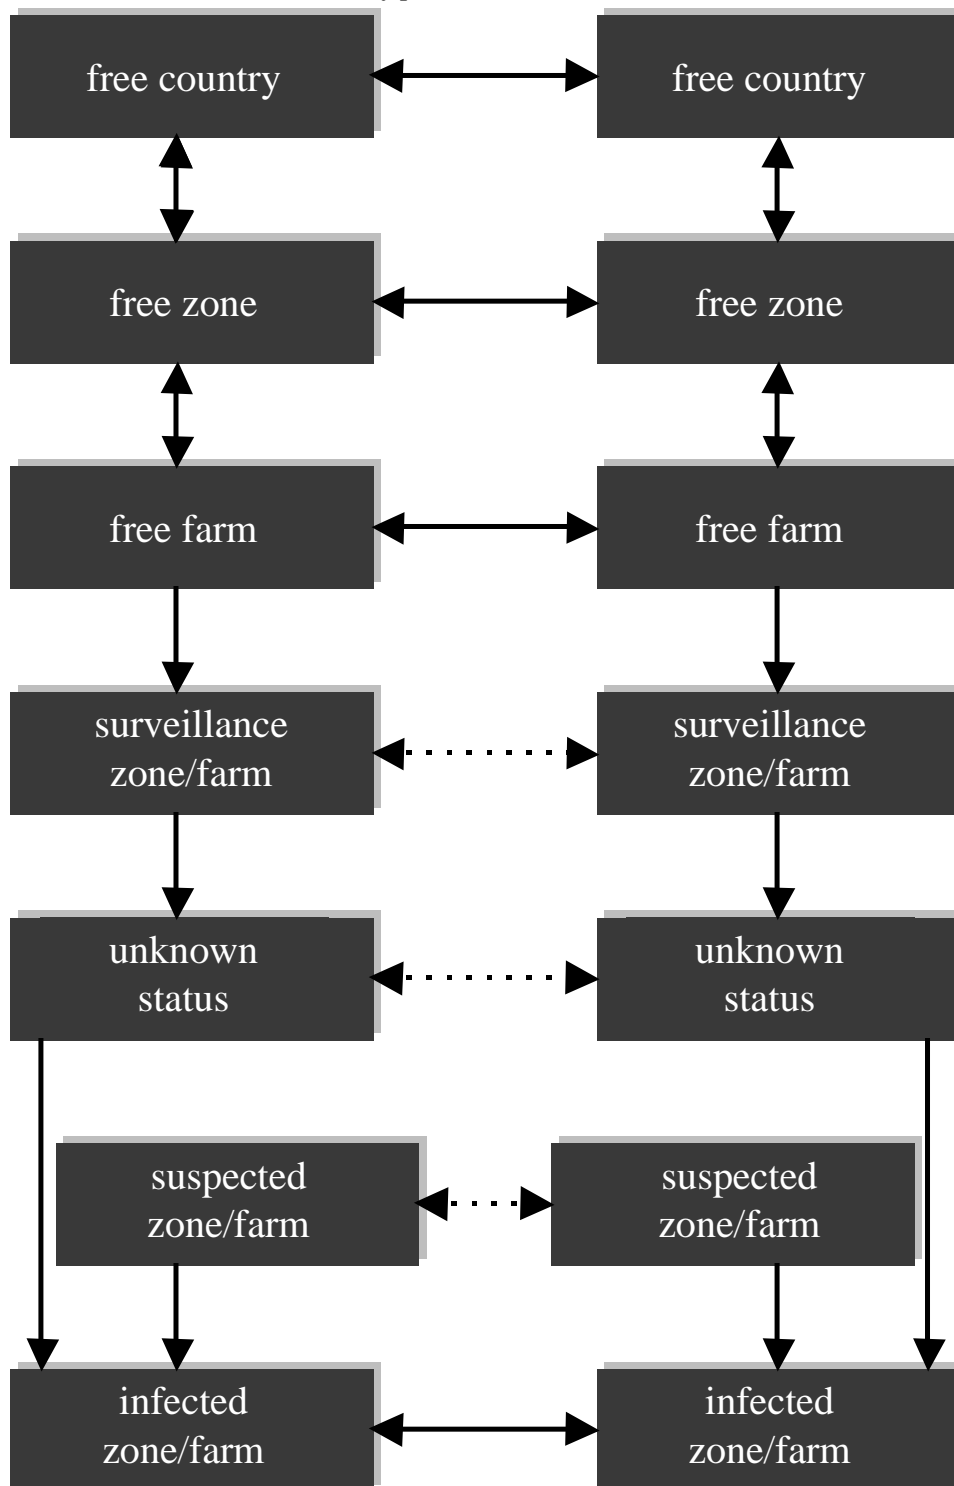 free country
free country
free zone
free zone
free farm
free farm
surveillance
zone/farm
surveillance
zone/farm
unknown
status
unknown
status
suspected
zone/farm
suspected
zone/farm
infected
zone/farm
infected
zone/farm